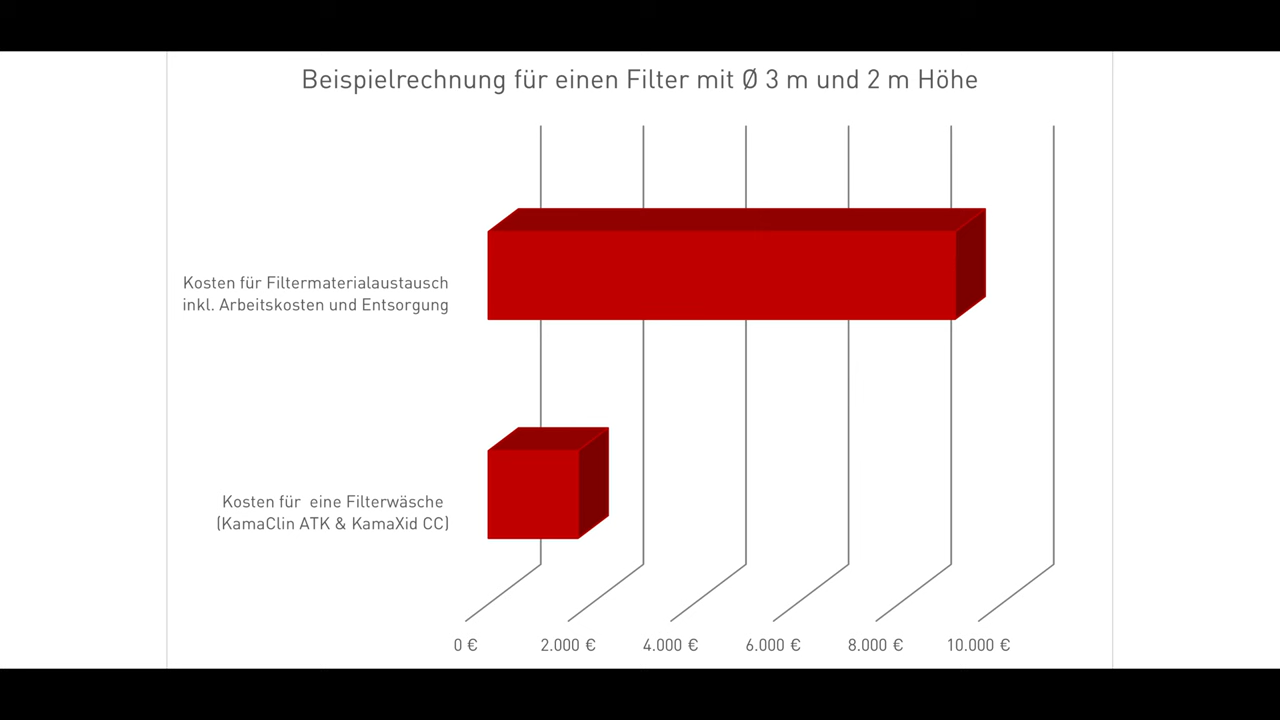 Beispielrechnung für einen Filter mit Ø 3 m und 2 m Höhe
Kosten für Filtermaterialaustausch
inkl. Arbeitskosten und Entsorgung
Kosten für eine Filterwäsche
(KamaClin ATK & KamaXid CC)
0 € 2.000 € 4.000 € 6.000 € 8.000 € 10.000 €